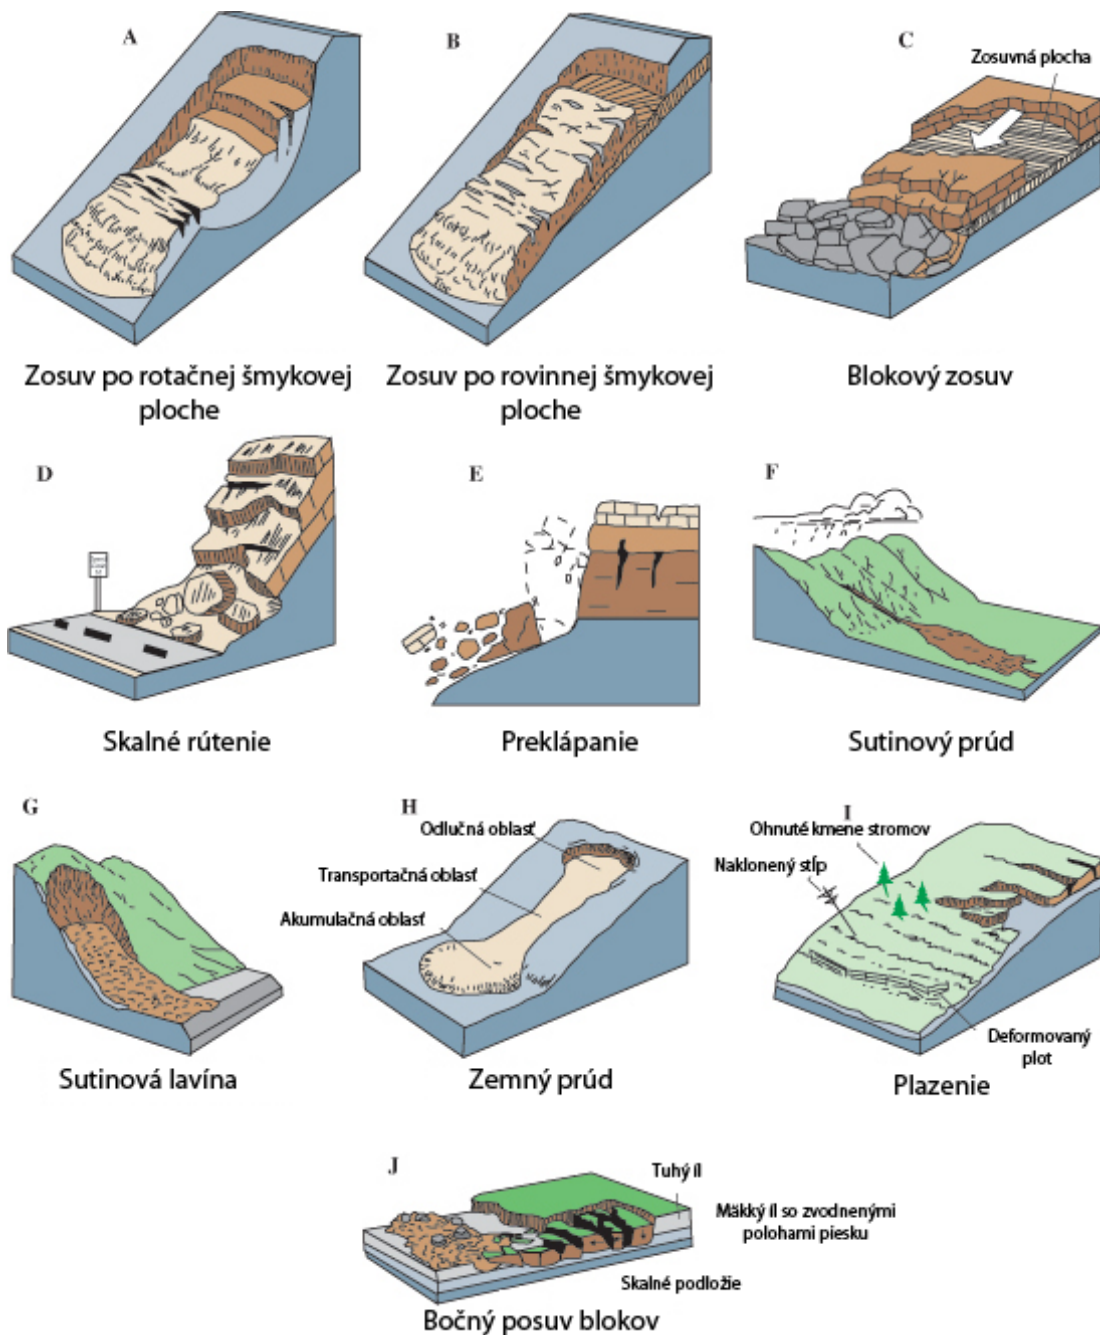 A
B
C
Zosuvná plocha
Zosuv po rotačnej šmykovej
ploche
Zosuv po rovinnej šmykovej
ploche
Blokový zosuv
D
E
F
Skalné rútenie
Preklápanie
Sutinový prúd
G
H
I
Odlučná oblasť
Transportačná oblasť
Akumulačná oblasť
Ohnuté kmene stromov
Naklonený stĺp
Deformovaný
plot
Sutinová lavína
Zemný prúd
Plazenie
J
Tuhý íl
Mäkký íl so zvodnenými
polohami piesku
Skalné podložie
Bočný posuv blokov